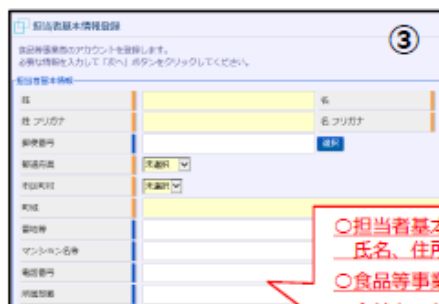 担当者基本情報登録
③
食品等事業者のアカウントを登録します。
必要な情報を入力して「次へ」ボタンをクリックしてください。
担当者基本情報
姓
名
姓 フリガナ
名 フリガナ
郵便番号
選択
都道府県
未選択
市区町村
未選択
町域
番地等
マンション名等
電話番号
所属部署
○担当者基本
氏名、住所
○食品等事業